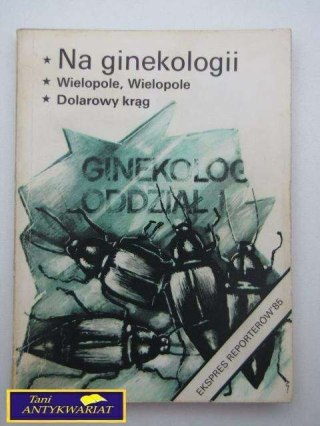 ★ Na ginekologii
★ Wielopole, Wielopole
★ Dolarowy krąg
GINEKOLOG
ODDZIAŁ
EKSPRES REPORTERÓW'85
Tani
ANTYKWARIAT